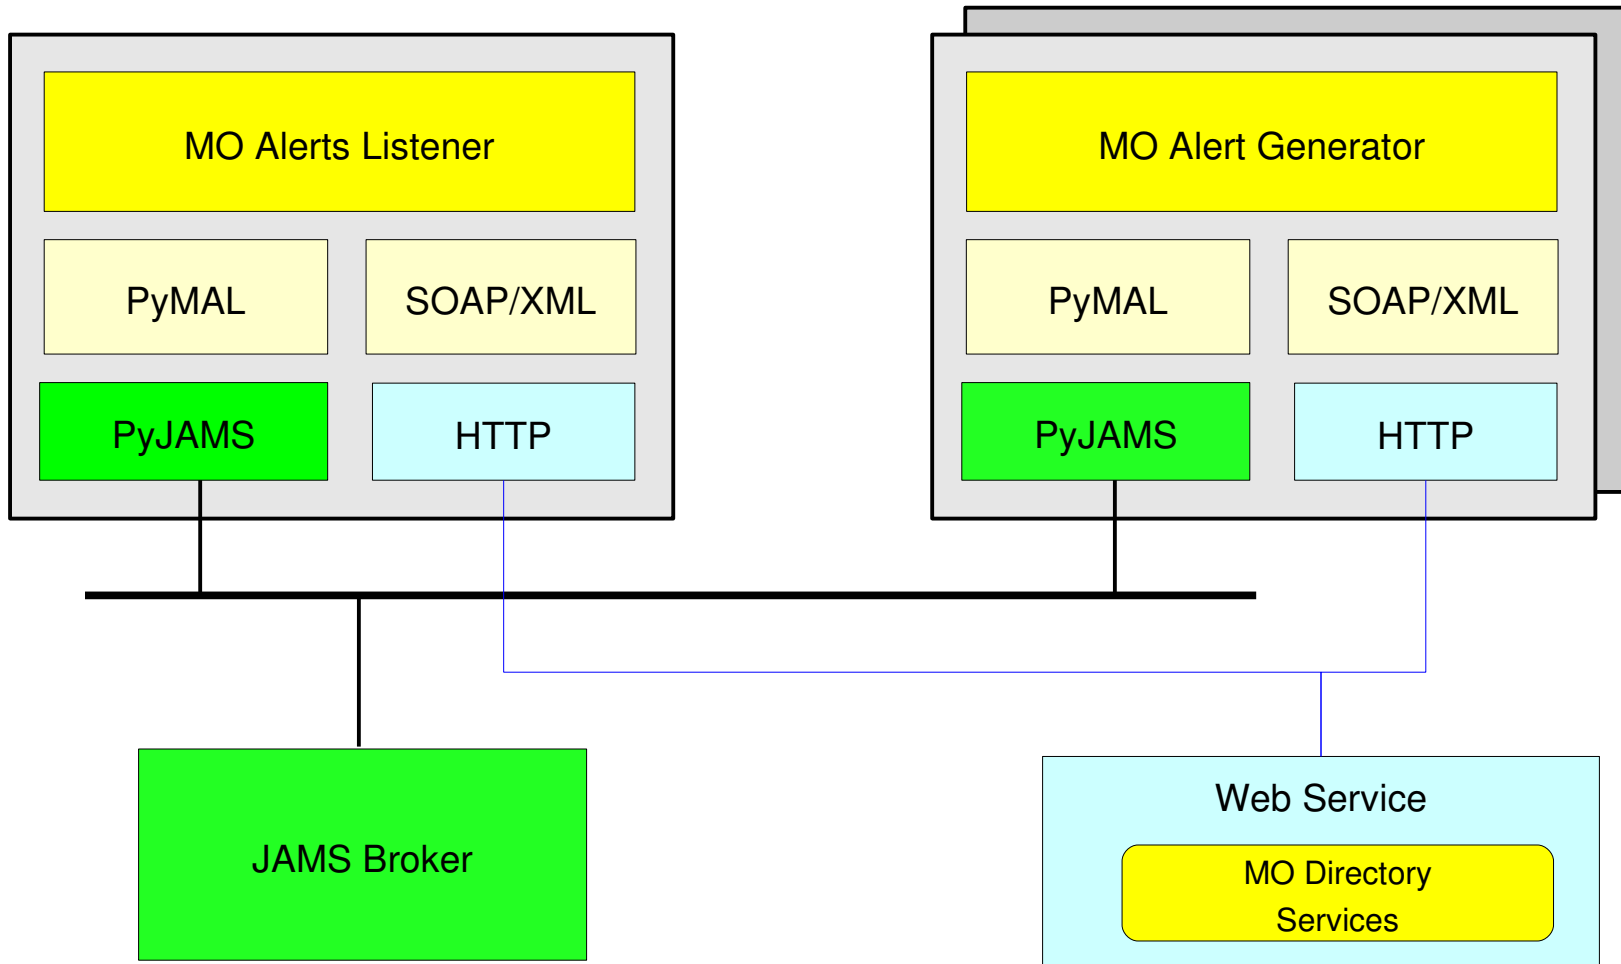 MO Alerts Listener
PyMAL
SOAP/XML
PyJAMS
HTTP
MO Alert Generator
PyMAL
SOAP/XML
PyJAMS
HTTP
JAMS Broker
Web Service
MO Directory
Services